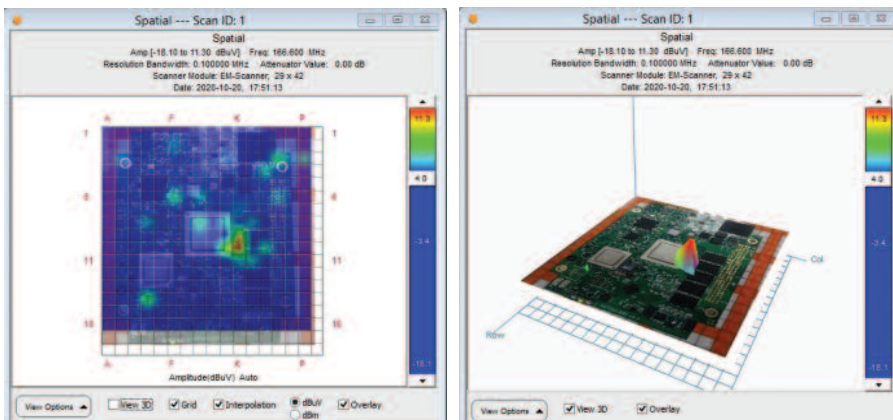 Spatial --- Scan ID: 1
Spatial
Amp [-18.10 to 11.30 dBuV] Freq: 166.600 MHz
Resolution Bandwidth: 0.100000 MHz Attenuator Value: 0.00 dB
Scanner Module: EM-Scanner, 29 x 42
Date: 2020-10-20, 17:51:13
A F K P
1 1
6 6
11 11
16 16
A F K P
11.3
4.0
-3.4
-18.1
Amplitude(dBuV) Auto
View Options View 3D Grid Interpolation dBuV Overlay
dBm
Spatial --- Scan ID: 1
Spatial
Amp [-18.10 to 11.30 dBuV] Freq: 166.600 MHz
Resolution Bandwidth: 0.100000 MHz Attenuator Value: 0.00 dB
Scanner Module: EM-Scanner, 29 x 42
Date: 2020-10-20, 17:51:13
11.3
4.0
-3.4
-18.1
Col
Row
View Options View 3D Overlay